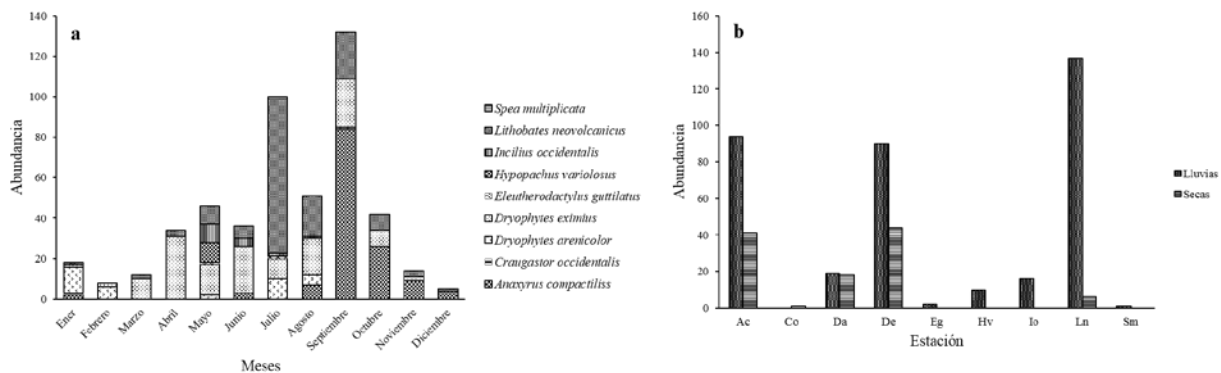 a
Abundancia
140
120
100
80
60
40
20
0
Ener
Febrero
Marzo
Abril
Mayo
Junio
Julio
Agosto
Septiembre
Octubre
Noviembre
Diciembre
Meses
Spea multiplicata
Lithobates neovolcanicus
Incilius occidentalis
Hypopachus variolosus
Eleutherodactylus guttilatus
Dryophytes eximius
Dryophytes arenicolor
Craugastor occidentalis
Anaxyrus compactiliss
b
Abundancia
160
140
120
100
80
60
40
20
0
Ac
Co
Da
De
Eg
Hv
Io
Ln
Sm
Estación
Lluvias
Secas